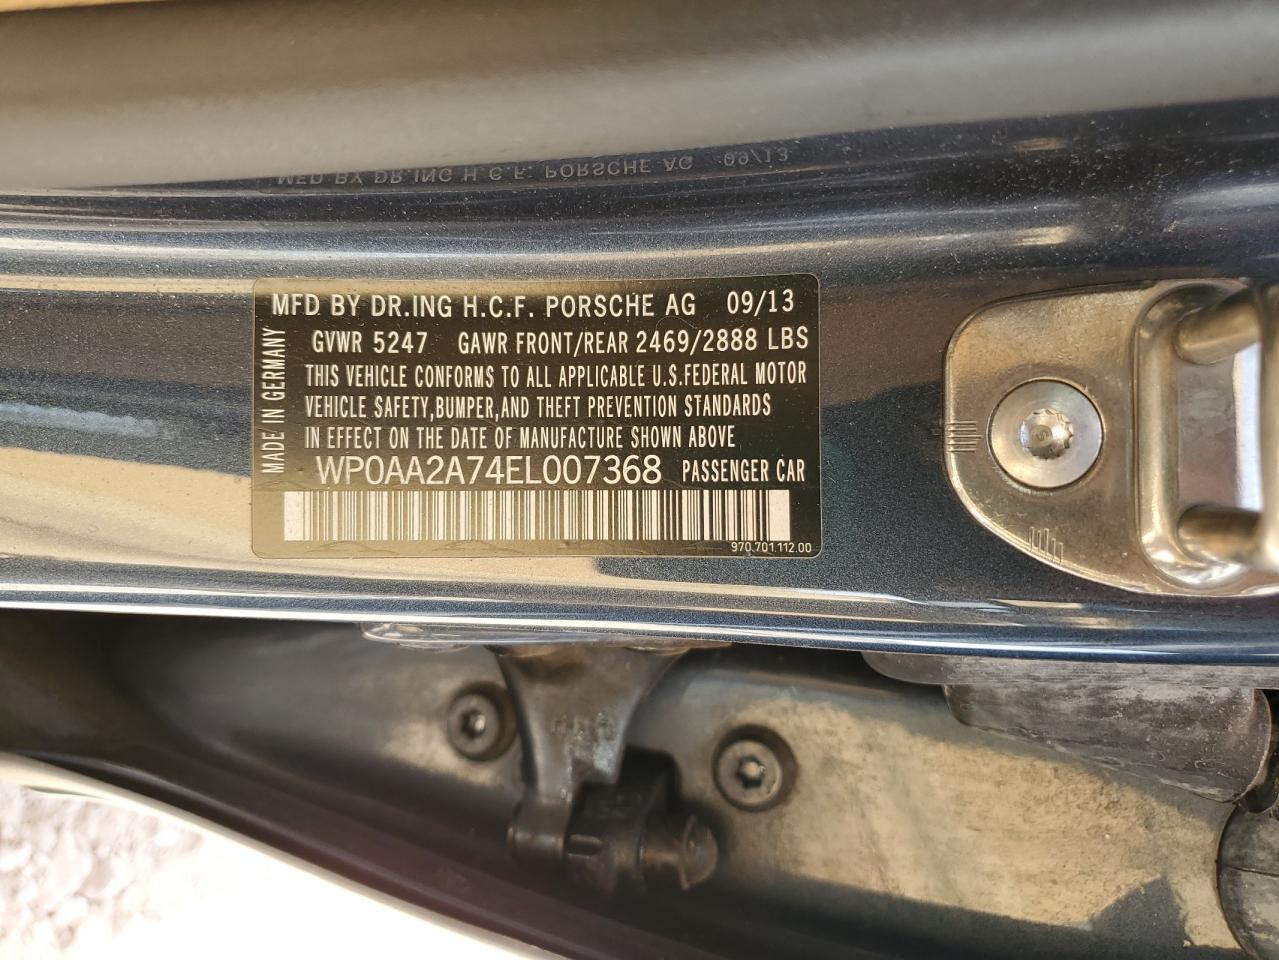 MFD BY DR.ING H.C.F. PORSCHE AG 09/13
GVWR 5247 GAWR FRONT/REAR 2469/2888 LBS
THIS VEHICLE CONFORMS TO ALL APPLICABLE U.S.FEDERAL MOTOR
VEHICLE SAFETY,BUMPER,AND THEFT PREVENTION STANDARDS
IN EFFECT ON THE DATE OF MANUFACTURE SHOWN ABOVE
WP0AA2A74EL007368 PASSENGER CAR
970.701.112.00
MADE IN GERMANY